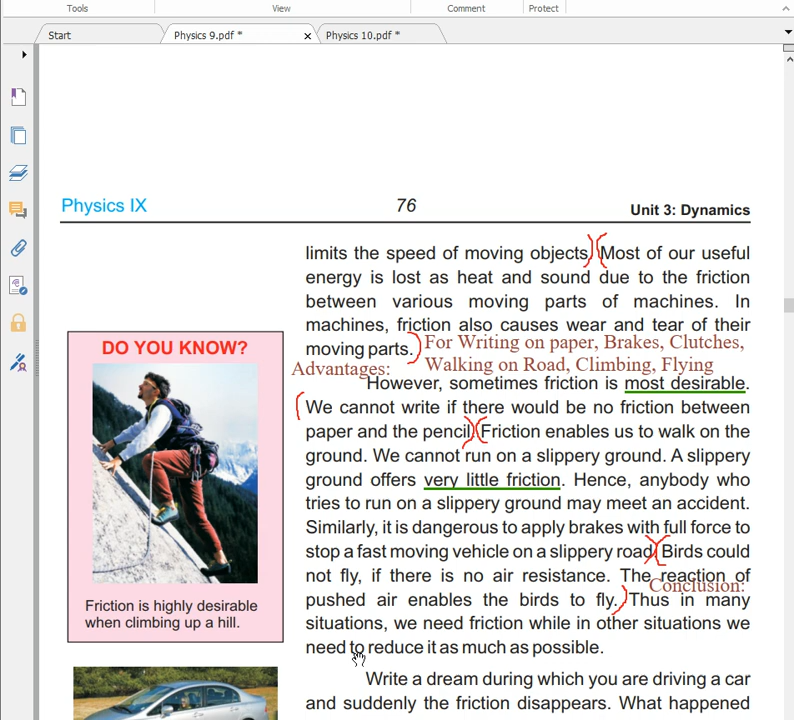 Tools View Comment Protect
Start Physics 9.pdf * × Physics 10.pdf *
Physics IX 76 Unit 3: Dynamics
limits the speed of moving objects. Most of our useful
energy is lost as heat and sound due to the friction
between various moving parts of machines. In
machines, friction also causes wear and tear of their
moving parts.
For Writing on paper, Brakes, Clutches,
Advantages: Walking on Road, Climbing, Flying
However, sometimes friction is most desirable.
We cannot write if there would be no friction between
paper and the pencil. Friction enables us to walk on the
ground. We cannot run on a slippery ground. A slippery
ground offers very little friction. Hence, anybody who
tries to run on a slippery ground may meet an accident.
Similarly, it is dangerous to apply brakes with full force to
stop a fast moving vehicle on a slippery road. Birds could
not fly, if there is no air resistance. The reaction of
Conclusion:
pushed air enables the birds to fly. Thus in many
situations, we need friction while in other situations we
need to reduce it as much as possible.
Write a dream during which you are driving a car
and suddenly the friction disappears. What happened
DO YOU KNOW?
Friction is highly desirable
when climbing up a hill.